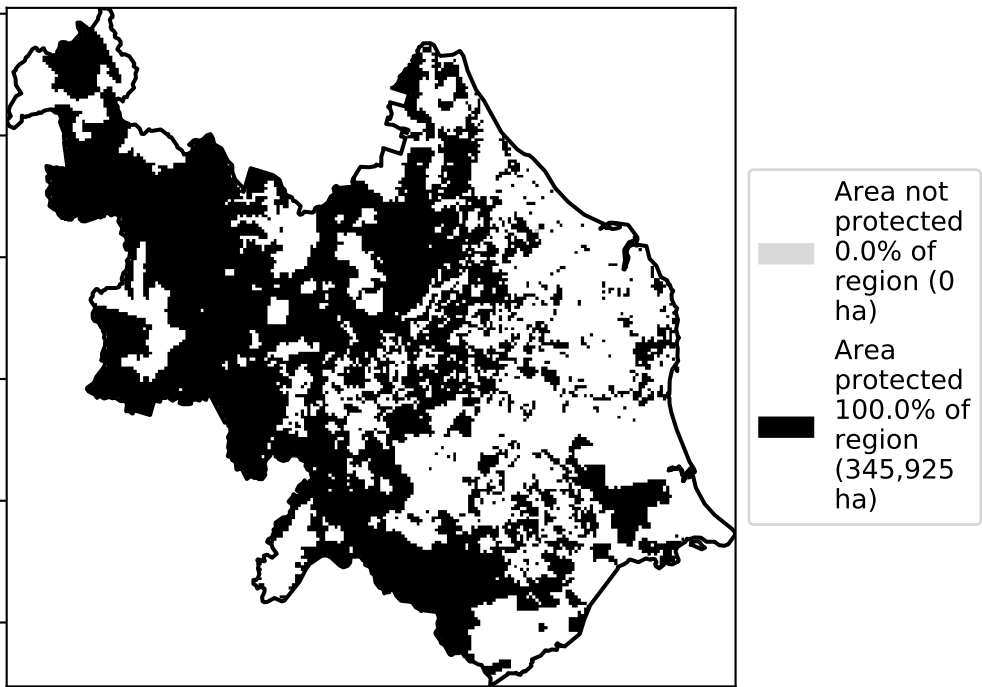 Area not
protected
0.0% of
region (0
ha)
Area
protected
100.0% of
region
(345,925
ha)